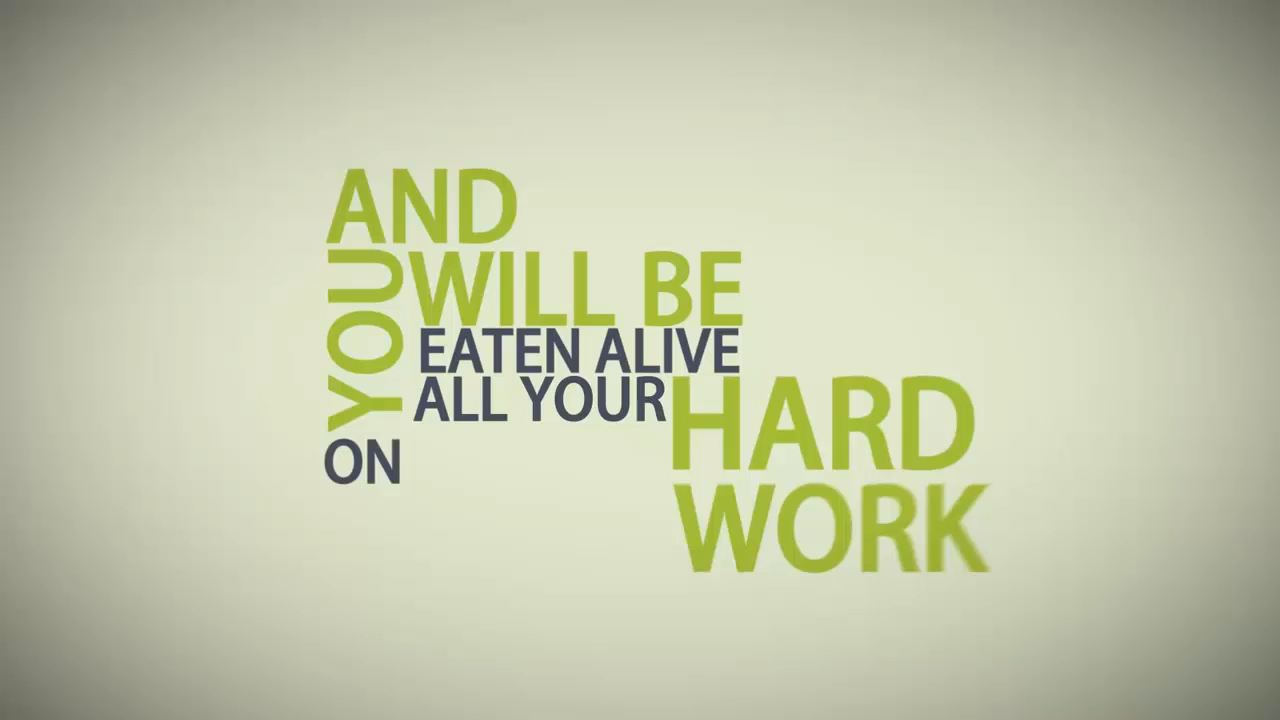 AND
YOU
WILL BE
EATEN ALIVE
ON
ALL YOUR
HARD
WORK